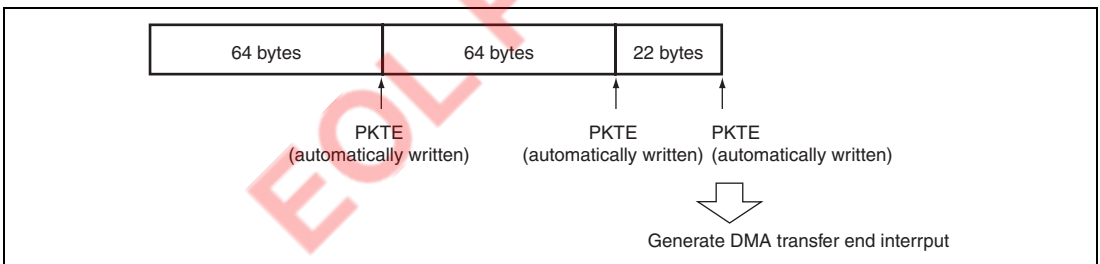 64 bytes 64 bytes 22 bytes
PKTE PKTE PKTE
(automatically written) (automatically written) (automatically written)
Generate DMA transfer end interrput
EOL P